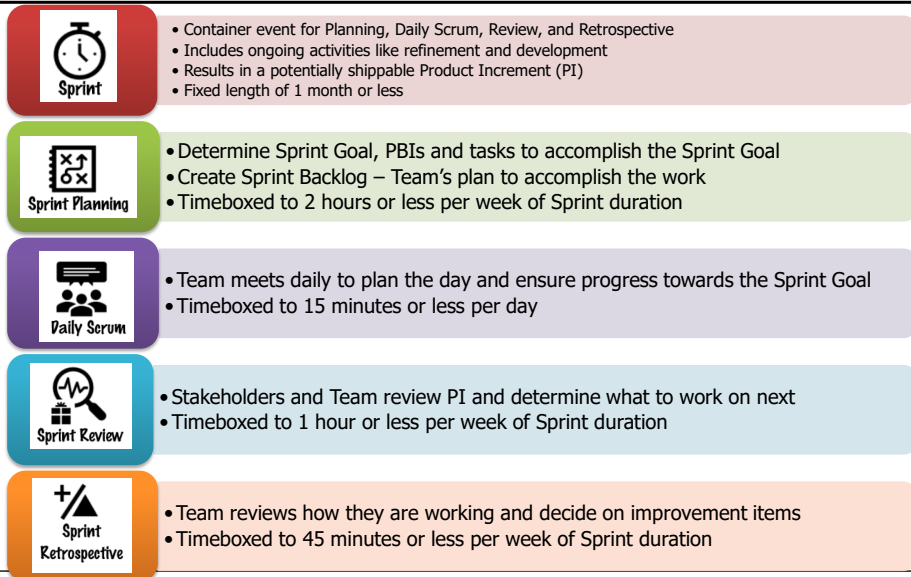 Sprint
• Container event for Planning, Daily Scrum, Review, and Retrospective
• Includes ongoing activities like refinement and development
• Results in a potentially shippable Product Increment (PI)
• Fixed length of 1 month or less
Sprint Planning
• Determine Sprint Goal, PBIs and tasks to accomplish the Sprint Goal
• Create Sprint Backlog – Team's plan to accomplish the work
• Timeboxed to 2 hours or less per week of Sprint duration
Daily Scrum
• Team meets daily to plan the day and ensure progress towards the Sprint Goal
• Timeboxed to 15 minutes or less per day
Sprint Review
• Stakeholders and Team review PI and determine what to work on next
• Timeboxed to 1 hour or less per week of Sprint duration
Sprint
Retrospective
• Team reviews how they are working and decide on improvement items
• Timeboxed to 45 minutes or less per week of Sprint duration